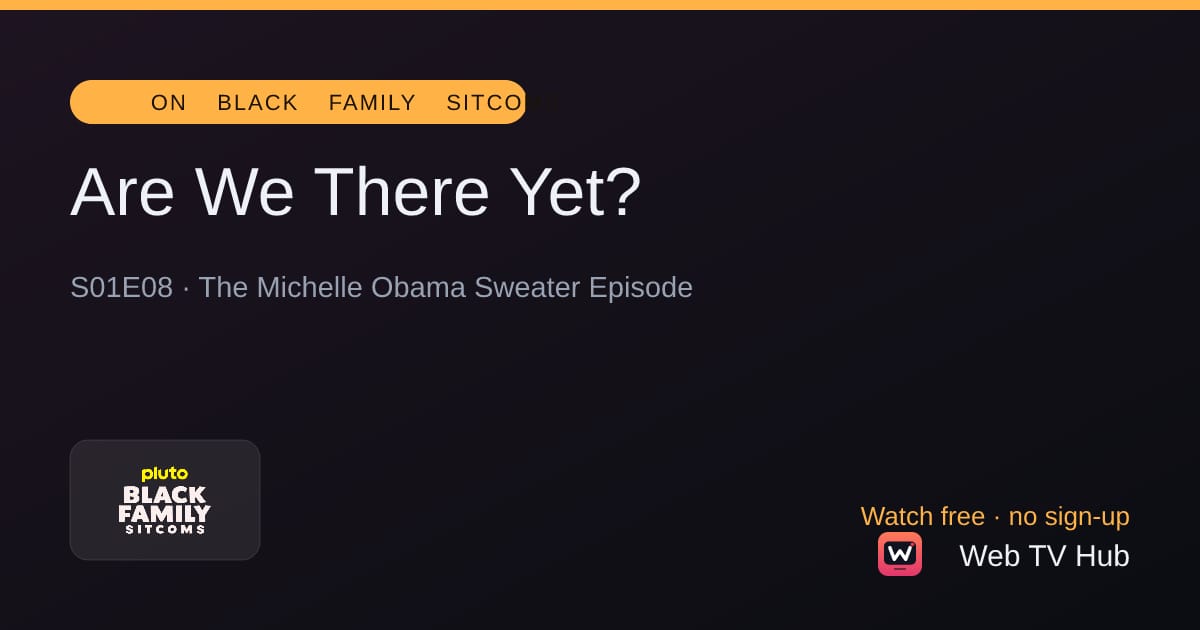 ON BLACK FAMILY SITCO
Are We There Yet?
S01E08 · The Michelle Obama Sweater Episode
pluto
BLACK
FAMILY
SITCOMS
Watch free · no sign-up
W
Web TV Hub